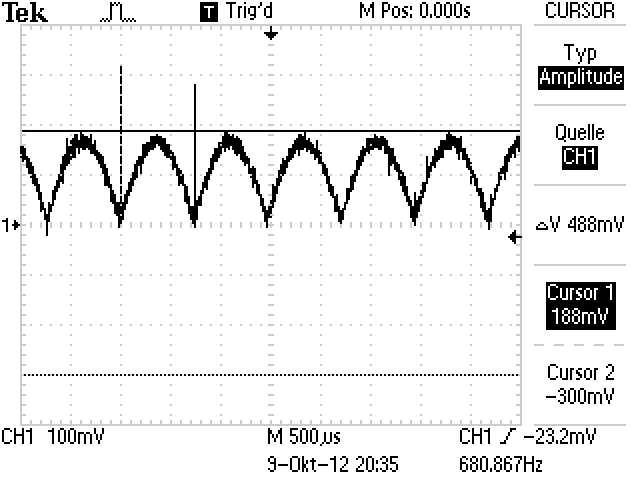 Tek T Trig'd M Pos: 0.000s CURSOR
Typ
Amplitude
Quelle
CH1
1
△V 488mV
Cursor 1
188mV
Cursor 2
-300mV
CH1 100mV M 500µs CH1 -23.2mV
9-Okt-12 20:35 680.867Hz